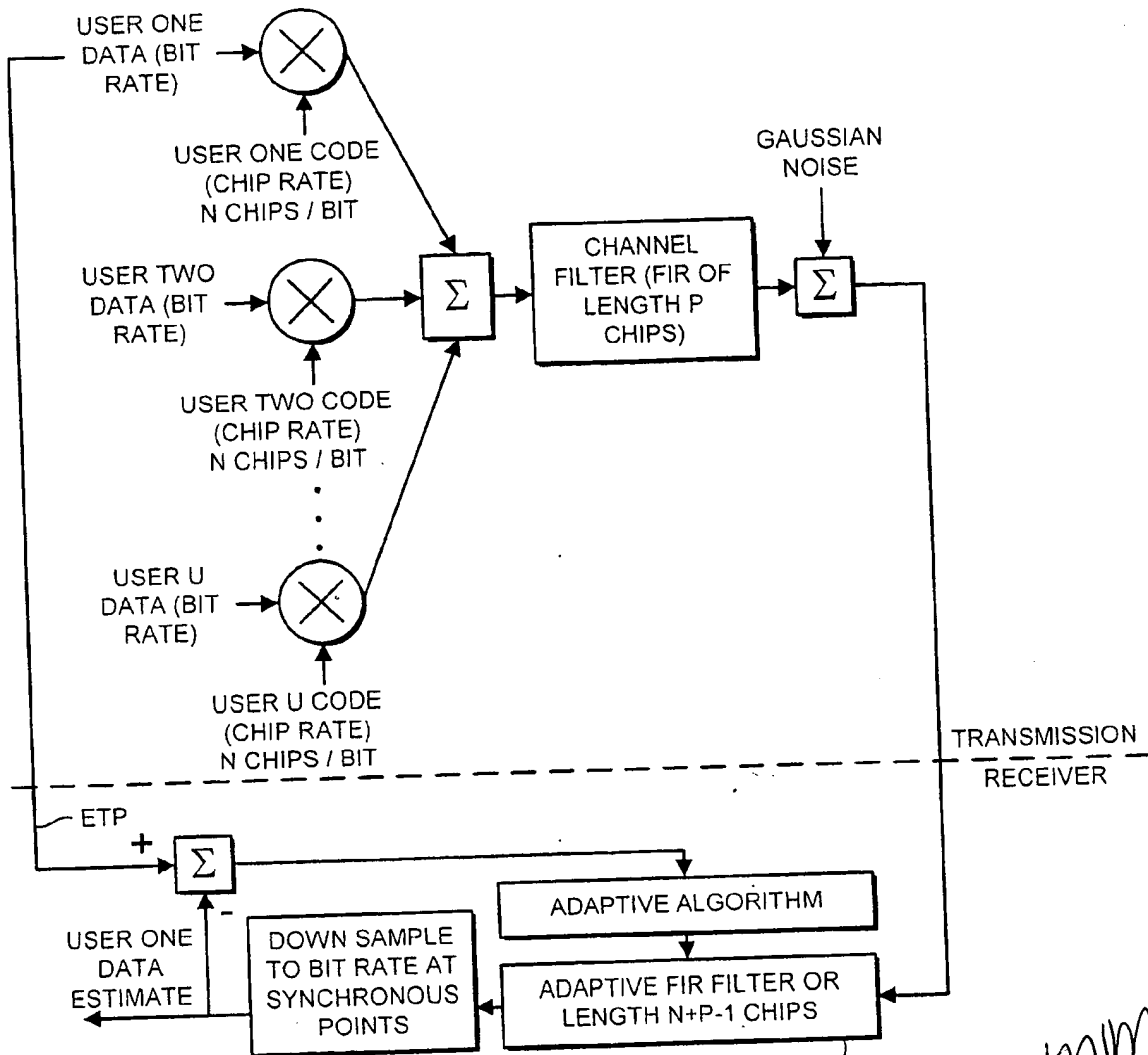 USER ONE
DATA (BIT
RATE)
USER ONE CODE
(CHIP RATE)
N CHIPS / BIT
GAUSSIAN
NOISE
USER TWO
DATA (BIT
RATE)
Σ
CHANNEL
FILTER (FIR OF
LENGTH P
CHIPS)
Σ
USER TWO CODE
(CHIP RATE)
N CHIPS / BIT
USER U
DATA (BIT
RATE)
USER U CODE
(CHIP RATE)
N CHIPS / BIT
TRANSMISSION
RECEIVER
ETP
+
Σ
-
ADAPTIVE ALGORITHM
USER ONE
DATA
ESTIMATE
DOWN SAMPLE
TO BIT RATE AT
SYNCHRONOUS
POINTS
ADAPTIVE FIR FILTER OR
LENGTH N+P-1 CHIPS